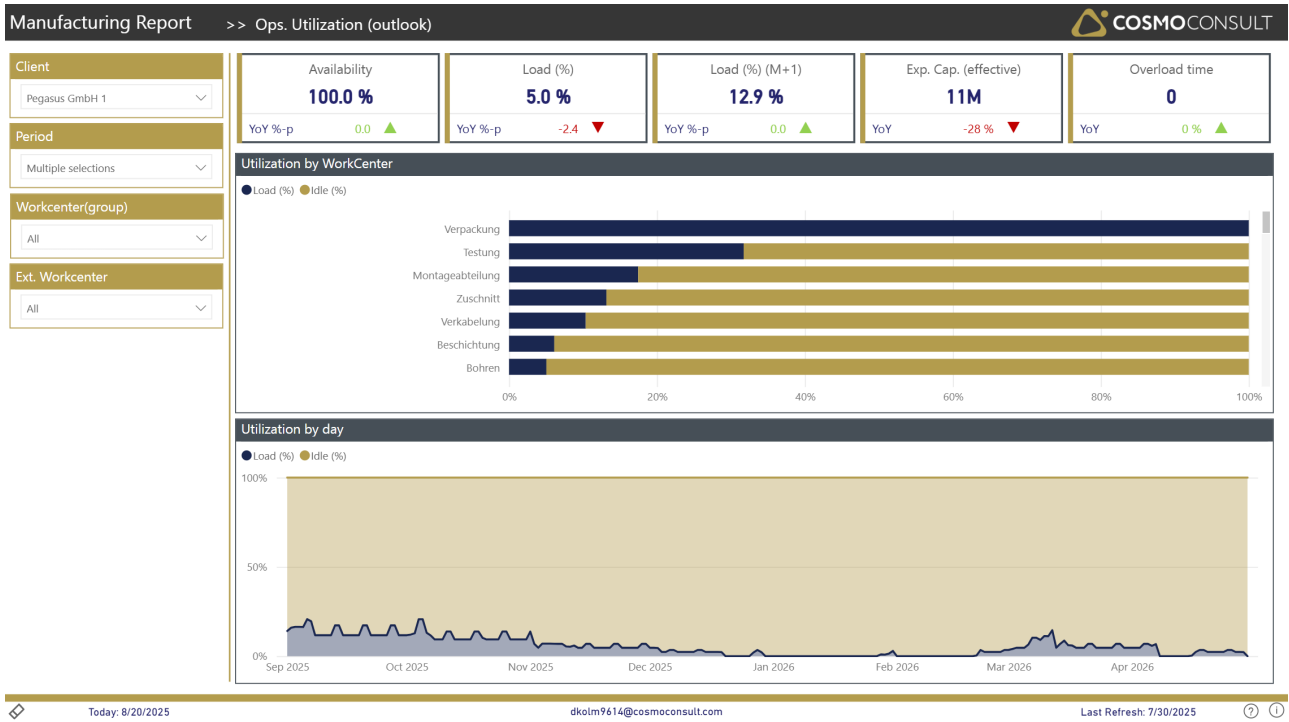 Manufacturing Report >> Ops. Utilization (outlook) COSMOCONSULT
Client
Pegasus GmbH 1
Period
Multiple selections
Workcenter(group)
All
Ext. Workcenter
All
Availability
100.0 %
YoY %-p 0.0
Load (%)
5.0 %
YoY %-p -2.4
Load (%) (M+1)
12.9 %
YoY %-p 0.0
Exp. Cap. (effective)
11M
YoY -28 %
Overload time
0
YoY 0 %
Utilization by WorkCenter
Load (%) Idle (%)
Verpackung
Testung
Montageabteilung
Zuschnitt
Verkabelung
Beschichtung
Bohren
0% 20% 40% 60% 80% 100%
Utilization by day
Load (%) Idle (%)
100%
50%
0%
Sep 2025 Oct 2025 Nov 2025 Dec 2025 Jan 2026 Feb 2026 Mar 2026 Apr 2026
Today: 8/20/2025 dkolm9614@cosmoconsult.com Last Refresh: 7/30/2025 ? i